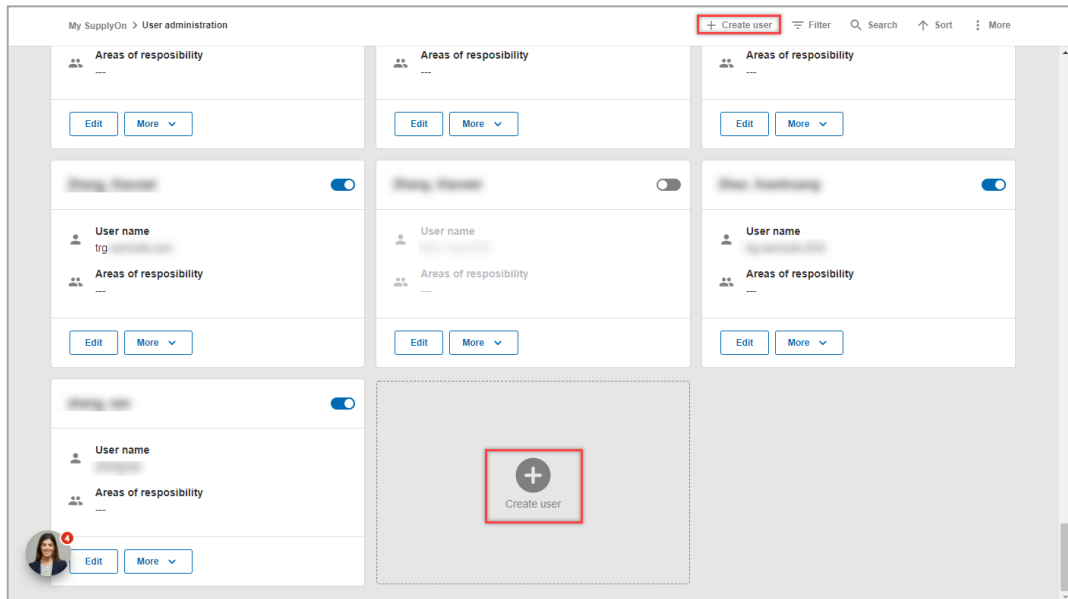 My SupplyOn > User administration
+ Create user Filter Search Sort More
Areas of resposibility
---
Edit More
Areas of resposibility
---
Edit More
Areas of resposibility
---
Edit More
User name
trg
Areas of resposibility
---
Edit More
User name
Areas of resposibility
---
Edit More
User name
Areas of resposibility
---
Edit More
User name
Areas of resposibility
---
4
Edit More
Create user